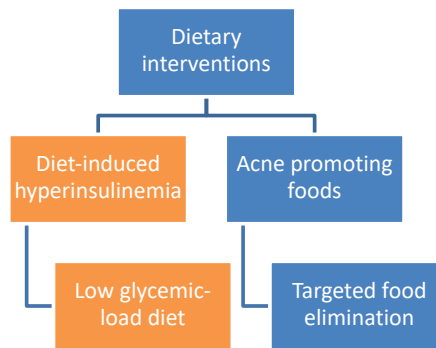 Dietary
interventions
Diet-induced
hyperinsulinemia
Acne promoting
foods
Low glycemic-
load diet
Targeted food
elimination